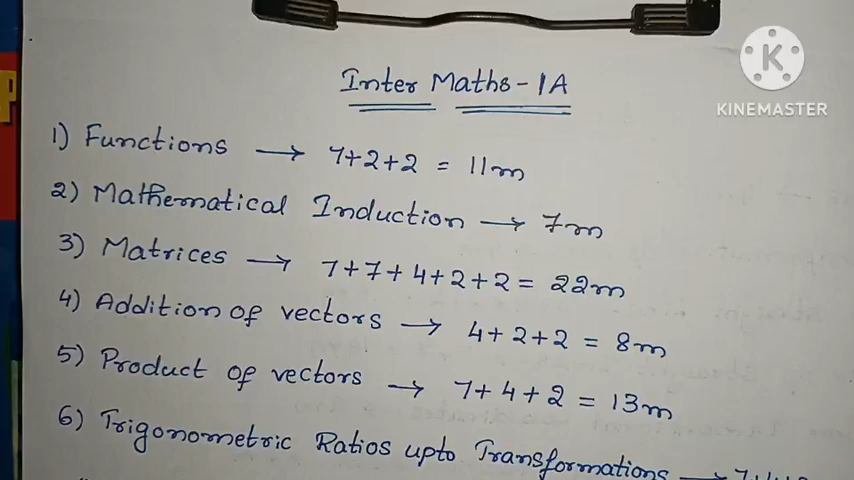 Inter Maths-1A
K
KINEMASTER
1) Functions → 7+2+2 = 11m
2) Mathematical Induction → 7m
3) Matrices → 7+7+4+2+2 = 22m
4) Addition of vectors → 4+2+2 = 8m
5) Product of vectors → 7+4+2 = 13m
6) Trigonometric Ratios upto Transformations →